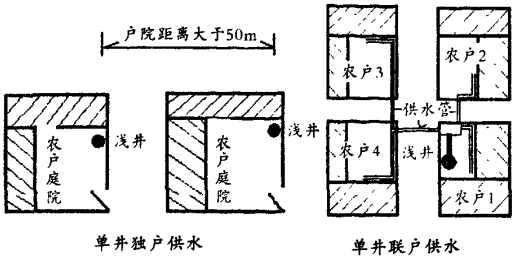 户院距离大于50m
浅井
农户庭院
浅井
农户庭院
单井独户供水
农户3
农户2
供水管
农户4
浅井
农户1
单井联户供水